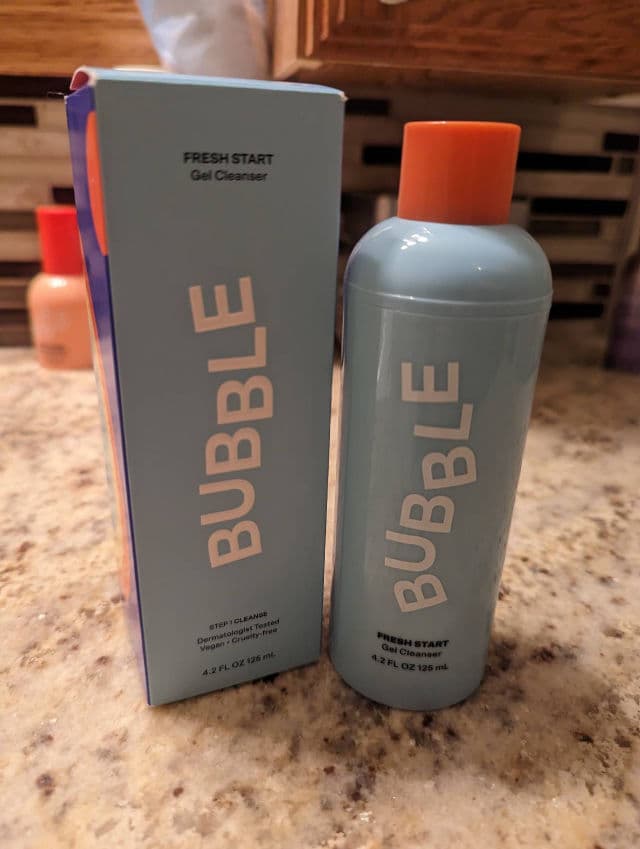 FRESH START
Gel Cleanser
BUBBLE
STEP 1 CLEANSE
Dermatologist Tested
Vegan • Cruelty-free
4.2 FL OZ 125 mL
BUBBLE
FRESH START
Gel Cleanser
4.2 FL OZ 125 mL